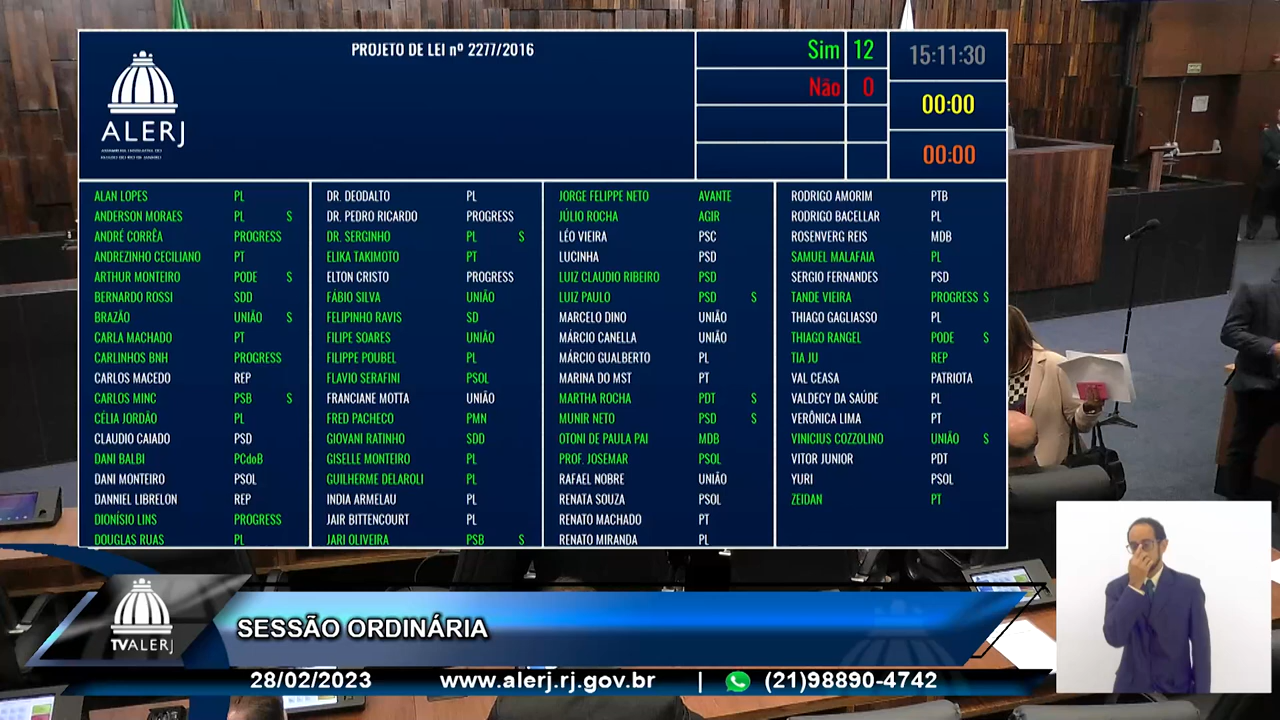 PROJETO DE LEI nº 2277/2016
Sim 12
Não 0
15:11:30
00:00
00:00
ALERJ
ALAN LOPES PL
ANDERSON MORAES PL S
ANDRÉ CORRÊA PROGRESS
ANDREZINHO CECILIANO PT
ARTHUR MONTEIRO PODE S
BERNARDO ROSSI SDD
BRAZÃO UNIÃO S
CARLA MACHADO PT
CARLINHOS BNH PROGRESS
CARLOS MACEDO REP
CARLOS MINC PSB S
CÉLIA JORDÃO PL
CLAUDIO CAIADO PSD
DANI BALBI PCdoB
DANI MONTEIRO PSOL
DANNIEL LIBRELON REP
DIONÍSIO LINS PROGRESS
DOUGLAS RUAS PL
DR. DEODALTO PL
DR. PEDRO RICARDO PROGRESS
DR. SERGINHO PL S
ELIKA TAKIMOTO PT
ELTON CRISTO PROGRESS
FÁBIO SILVA UNIÃO
FELIPINHO RAVIS SD
FILIPE SOARES UNIÃO
FILIPPE POUBEL PL
FLAVIO SERAFINI PSOL
FRANCIANE MOTTA UNIÃO
FRED PACHECO PMN
GIOVANI RATINHO SDD
GISELLE MONTEIRO PL
GUILHERME DELAROLI PL
INDIA ARMELAU PL
JAIR BITTENCOURT PL
JARI OLIVEIRA PSB S
JORGE FELIPPE NETO AVANTE
JÚLIO ROCHA AGIR
LÉO VIEIRA PSC
LUCINHA PSD
LUIZ CLAUDIO RIBEIRO PSD
LUIZ PAULO PSD S
MARCELO DINO UNIÃO
MÁRCIO CANELLA UNIÃO
MÁRCIO GUALBERTO PL
MARINA DO MST PT
MARTHA ROCHA PDT S
MUNIR NETO PSD S
OTONI DE PAULA PAI MDB
PROF. JOSEMAR PSOL
RAFAEL NOBRE UNIÃO
RENATA SOUZA PSOL
RENATO MACHADO PT
RENATO MIRANDA PL
RODRIGO AMORIM PTB
RODRIGO BACELLAR PL
ROSENVERG REIS MDB
SAMUEL MALAFAIA PL
SERGIO FERNANDES PSD
TANDE VIEIRA PROGRESS S
THIAGO GAGLIASSO PL
THIAGO RANGEL PODE S
TIA JU REP
VAL CEASA PATRIOTA
VALDECY DA SAÚDE PL
VERÔNICA LIMA PT
VINICIUS COZZOLINO UNIÃO S
VITOR JUNIOR PDT
YURI PSOL
ZEIDAN PT
TVALERJ
SESSÃO ORDINÁRIA
28/02/2023 www.alerj.rj.gov.br | (21)98890-4742